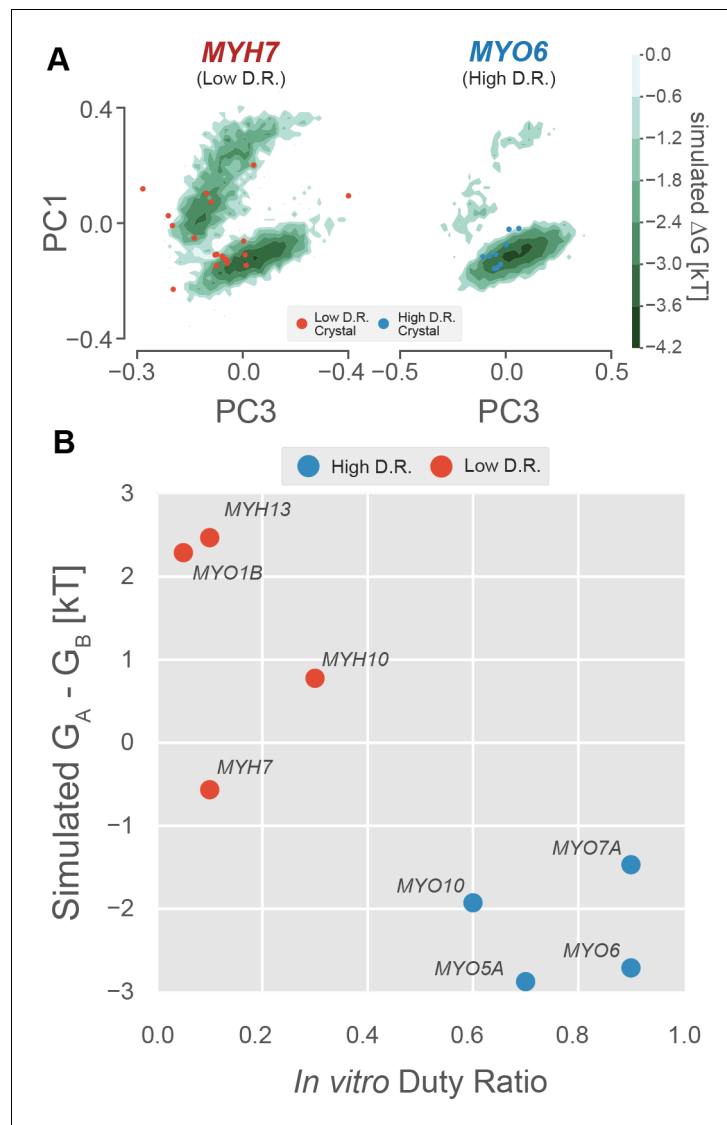 A
MYH7
(Low D.R.)
MYO6
(High D.R.)
0.4
0.0
−0.4
PC1
−0.3
0.0
−0.4
PC3
−0.5
0.0
0.5
PC3
Low D.R.
Crystal
High D.R.
Crystal
−0.0
−0.6
−1.2
−1.8
−2.4
−3.0
−3.6
−4.2
simulated ΔG [kT]
B
High D.R.
Low D.R.
3
2
1
0
−1
−2
−3
Simulated G_A - G_B [kT]
MYH13
MYO1B
MYH10
MYH7
MYO7A
MYO10
MYO5A
MYO6
0.0
0.2
0.4
0.6
0.8
1.0
In vitro Duty Ratio